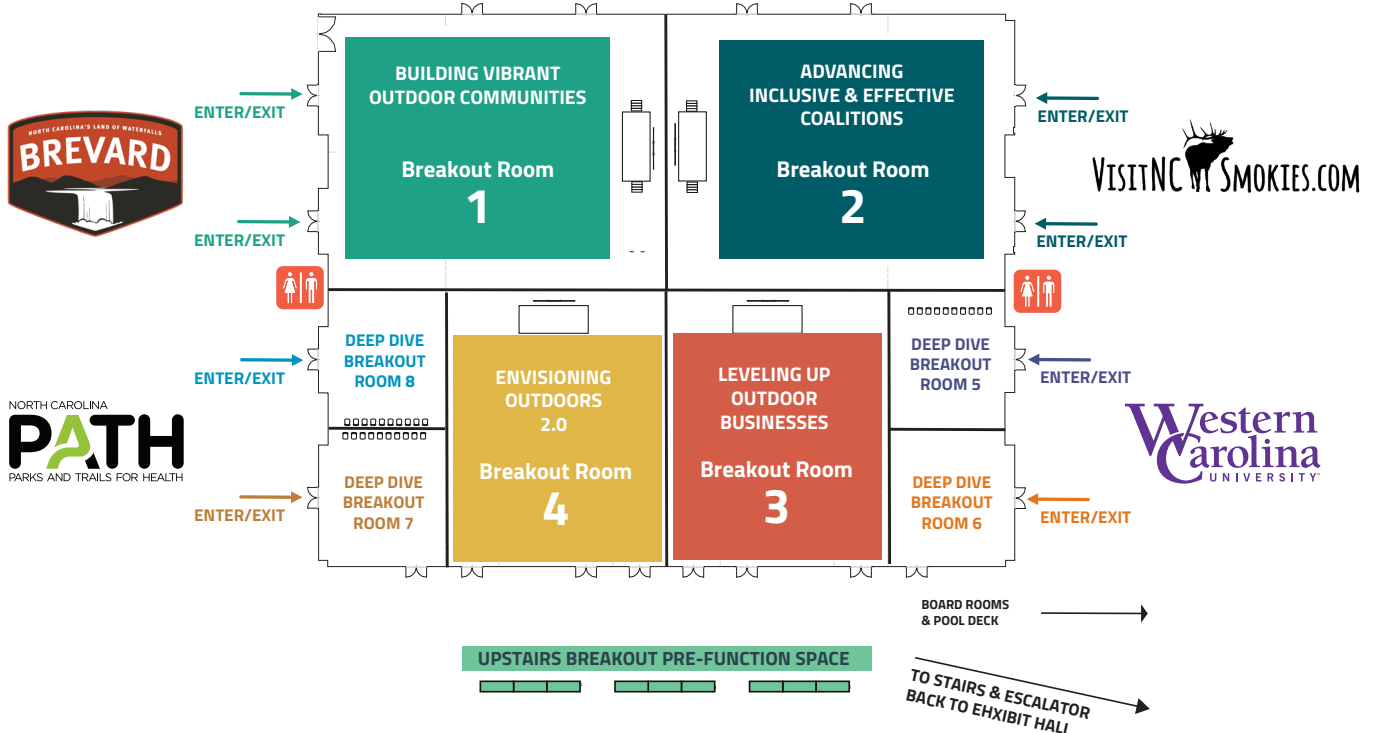 BUILDING VIBRANT
OUTDOOR COMMUNITIES
Breakout Room
1
ADVANCING
INCLUSIVE & EFFECTIVE
COALITIONS
Breakout Room
2
ENTER/EXIT
ENTER/EXIT
NORTH CAROLINA'S LAND OF WATERFALLS
BREVARD
VISITNC SMOKIES.COM
ENTER/EXIT
ENTER/EXIT
DEEP DIVE
BREAKOUT
ROOM 8
ENTER/EXIT
ENVISIONING
OUTDOORS
2.0
Breakout Room
4
LEVELING UP
OUTDOOR
BUSINESSES
Breakout Room
3
DEEP DIVE
BREAKOUT
ROOM 5
ENTER/EXIT
NORTH CAROLINA
PATH
PARKS AND TRAILS FOR HEALTH
Western
Carolina
UNIVERSITY
DEEP DIVE
BREAKOUT
ROOM 7
ENTER/EXIT
DEEP DIVE
BREAKOUT
ROOM 6
ENTER/EXIT
BOARD ROOMS
& POOL DECK
UPSTAIRS BREAKOUT PRE-FUNCTION SPACE
TO STAIRS & ESCALATOR
BACK TO EHXIBIT HALL